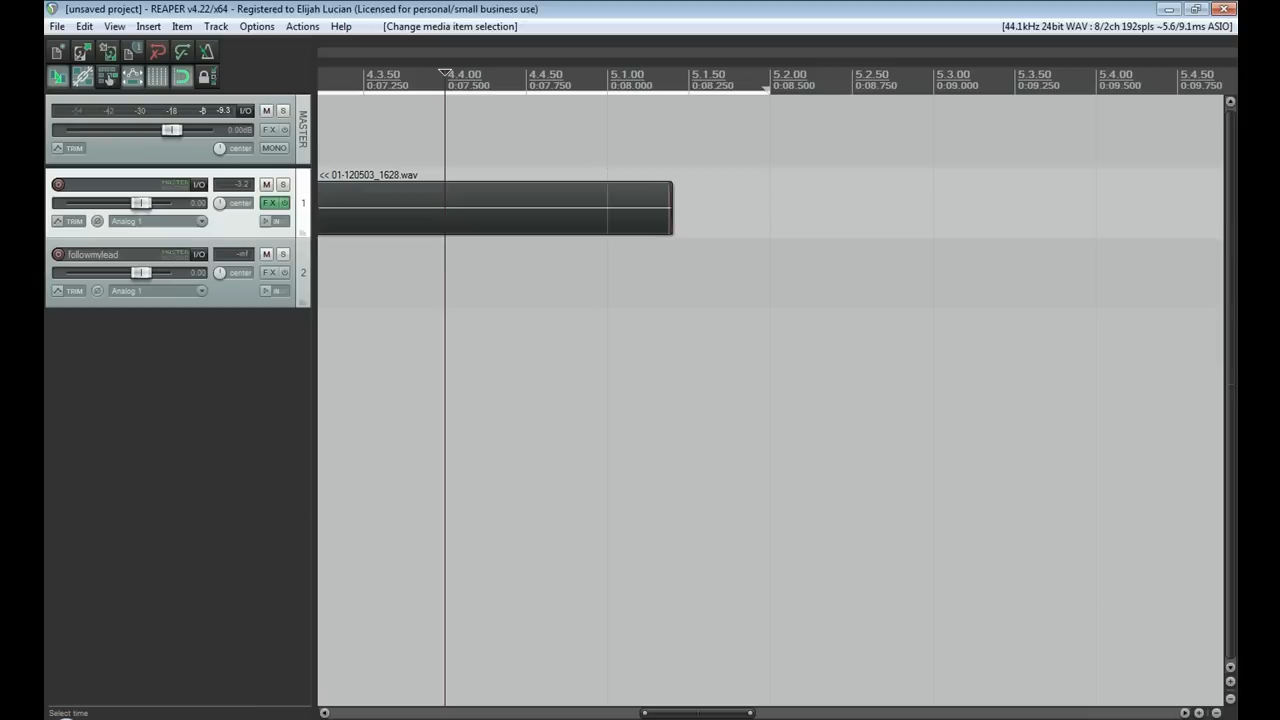 [unsaved project] - REAPER v4.22/x64 - Registered to Elijah Lucian (Licensed for personal/small business use)
File Edit View Insert Item Track Options Actions Help [Change media item selection] [44.1kHz 24bit WAV : 8/2ch 192spls ~5.6/9.1ms ASIO]
4.3.50 4.4.00 4.4.50 5.1.00 5.1.50 5.2.00 5.2.50 5.3.00 5.3.50 5.4.00 5.4.50
0:07.250 0:07.500 0:07.750 0:08.000 0:08.250 0:08.500 0:08.750 0:09.000 0:09.250 0:09.500 0:09.750
-54 -42 -30 -18 -6 -9.3 I/O M S
0.00dB FX
TRIM center MONO
MASTER
<< 01-120503_1628.wav
MASTER I/O -3.2 M S
0.00 center FX 1
TRIM Analog 1 IN
followmylead MASTER I/O -inf M S
0.00 center FX 2
TRIM Analog 1 IN
Select time